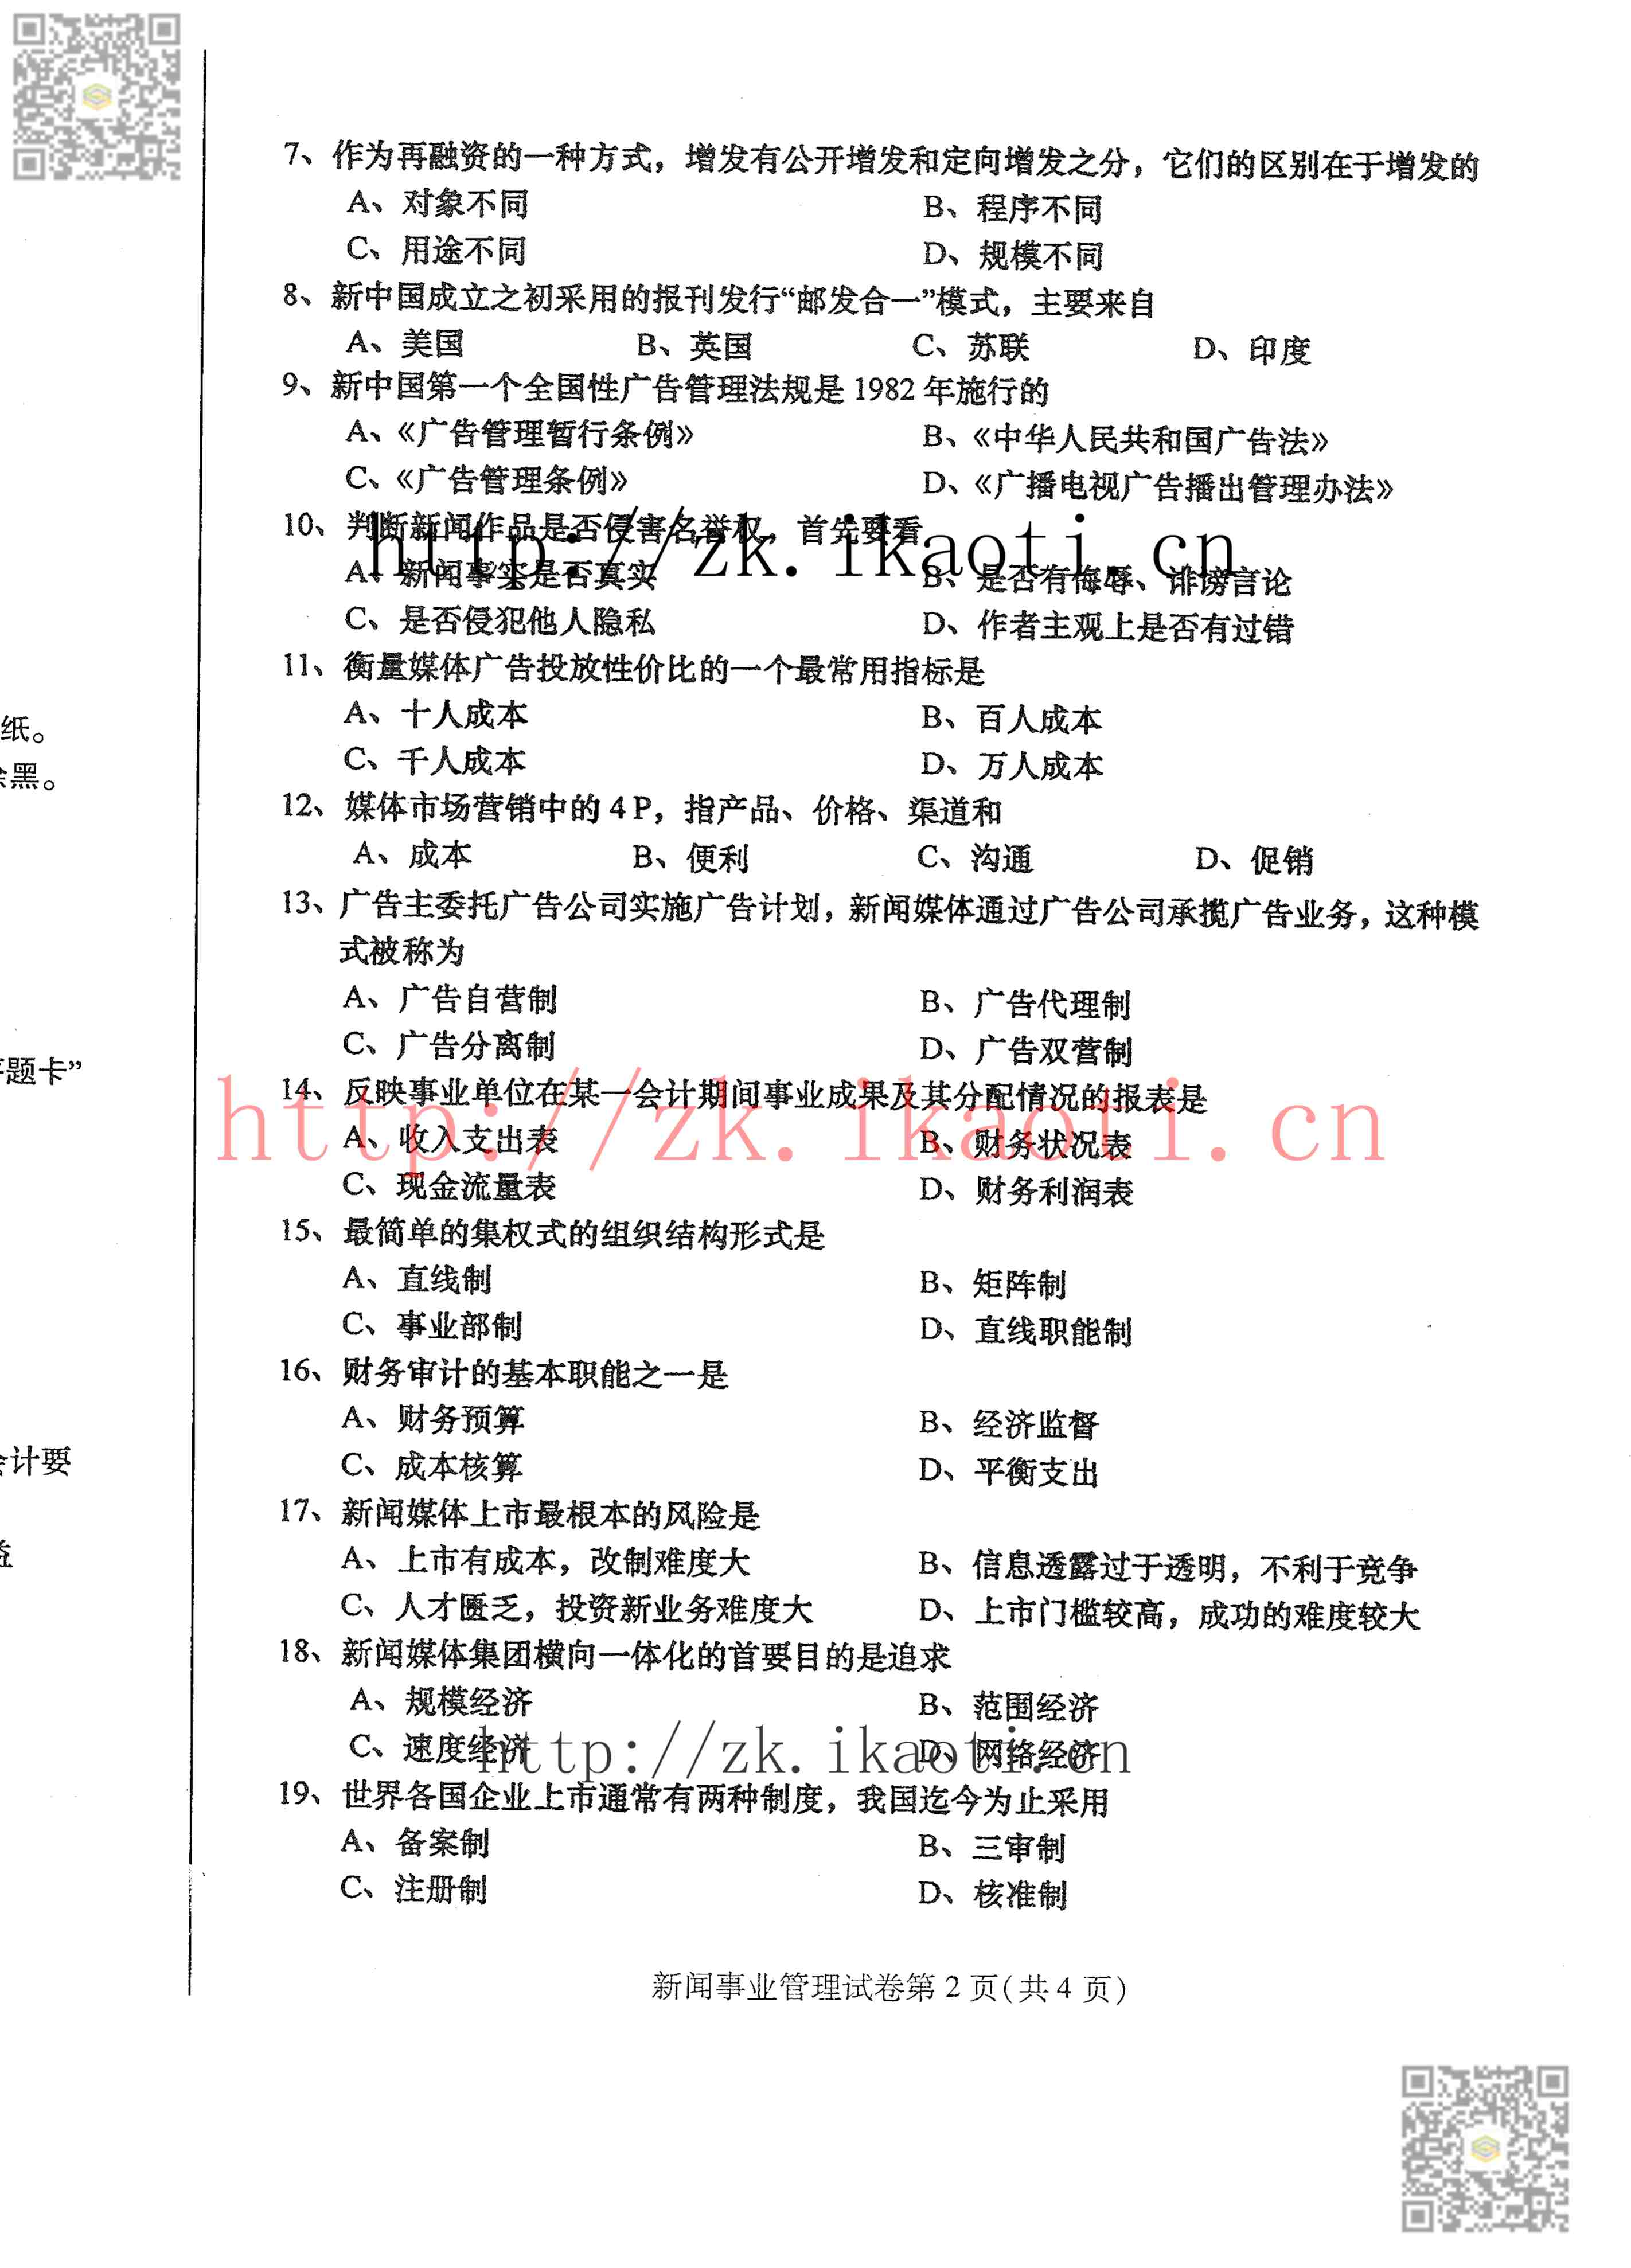 7、作为再融资的一种方式，增发有公开增发和定向增发之分，它们的区别在于增发的
A、对象不同 B、程序不同
C、用途不同 D、规模不同
8、新中国成立之初采用的报刊发行“邮发合一”模式，主要来自
A、美国 B、英国 C、苏联 D、印度
9、新中国第一个全国性广告管理法规是 1982 年施行的
A、《广告管理暂行条例》 B、《中华人民共和国广告法》
C、《广告管理条例》 D、《广播电视广告播出管理办法》
10、判断新闻作品是否侵害名誉权，首先要看
http://zk.ikaoti.cn
A、新闻事实是否真实 B、是否有侮辱、诽谤言论
C、是否侵犯他人隐私 D、作者主观上是否有过错
11、衡量媒体广告投放性价比的一个最常用指标是
A、十人成本 B、百人成本
纸。
C、千人成本 D、万人成本
黑。
12、媒体市场营销中的 4 P，指产品、价格、渠道和
A、成本 B、便利 C、沟通 D、促销
13、广告主委托广告公司实施广告计划，新闻媒体通过广告公司承揽广告业务，这种模
式被称为
A、广告自营制 B、广告代理制
C、广告分离制 D、广告双营制
题卡”
14、反映事业单位在某一会计期间事业成果及其分配情况的报表是
http://zk.ikaoti.cn
A、收入支出表 B、财务状况表
C、现金流量表 D、财务利润表
15、最简单的集权式的组织结构形式是
A、直线制 B、矩阵制
C、事业部制 D、直线职能制
16、财务审计的基本职能之一是
A、财务预算 B、经济监督
C、成本核算 D、平衡支出
计要
17、新闻媒体上市最根本的风险是
A、上市有成本，改制难度大 B、信息透露过于透明，不利于竞争
益
C、人才匮乏，投资新业务难度大 D、上市门槛较高，成功的难度较大
18、新闻媒体集团横向一体化的首要目的是追求
A、规模经济 B、范围经济
C、速度经济 D、网络经济
http://zk.ikaoti.cn
19、世界各国企业上市通常有两种制度，我国迄今为止采用
A、备案制 B、三审制
C、注册制 D、核准制
新闻事业管理试卷第 2 页(共 4 页)